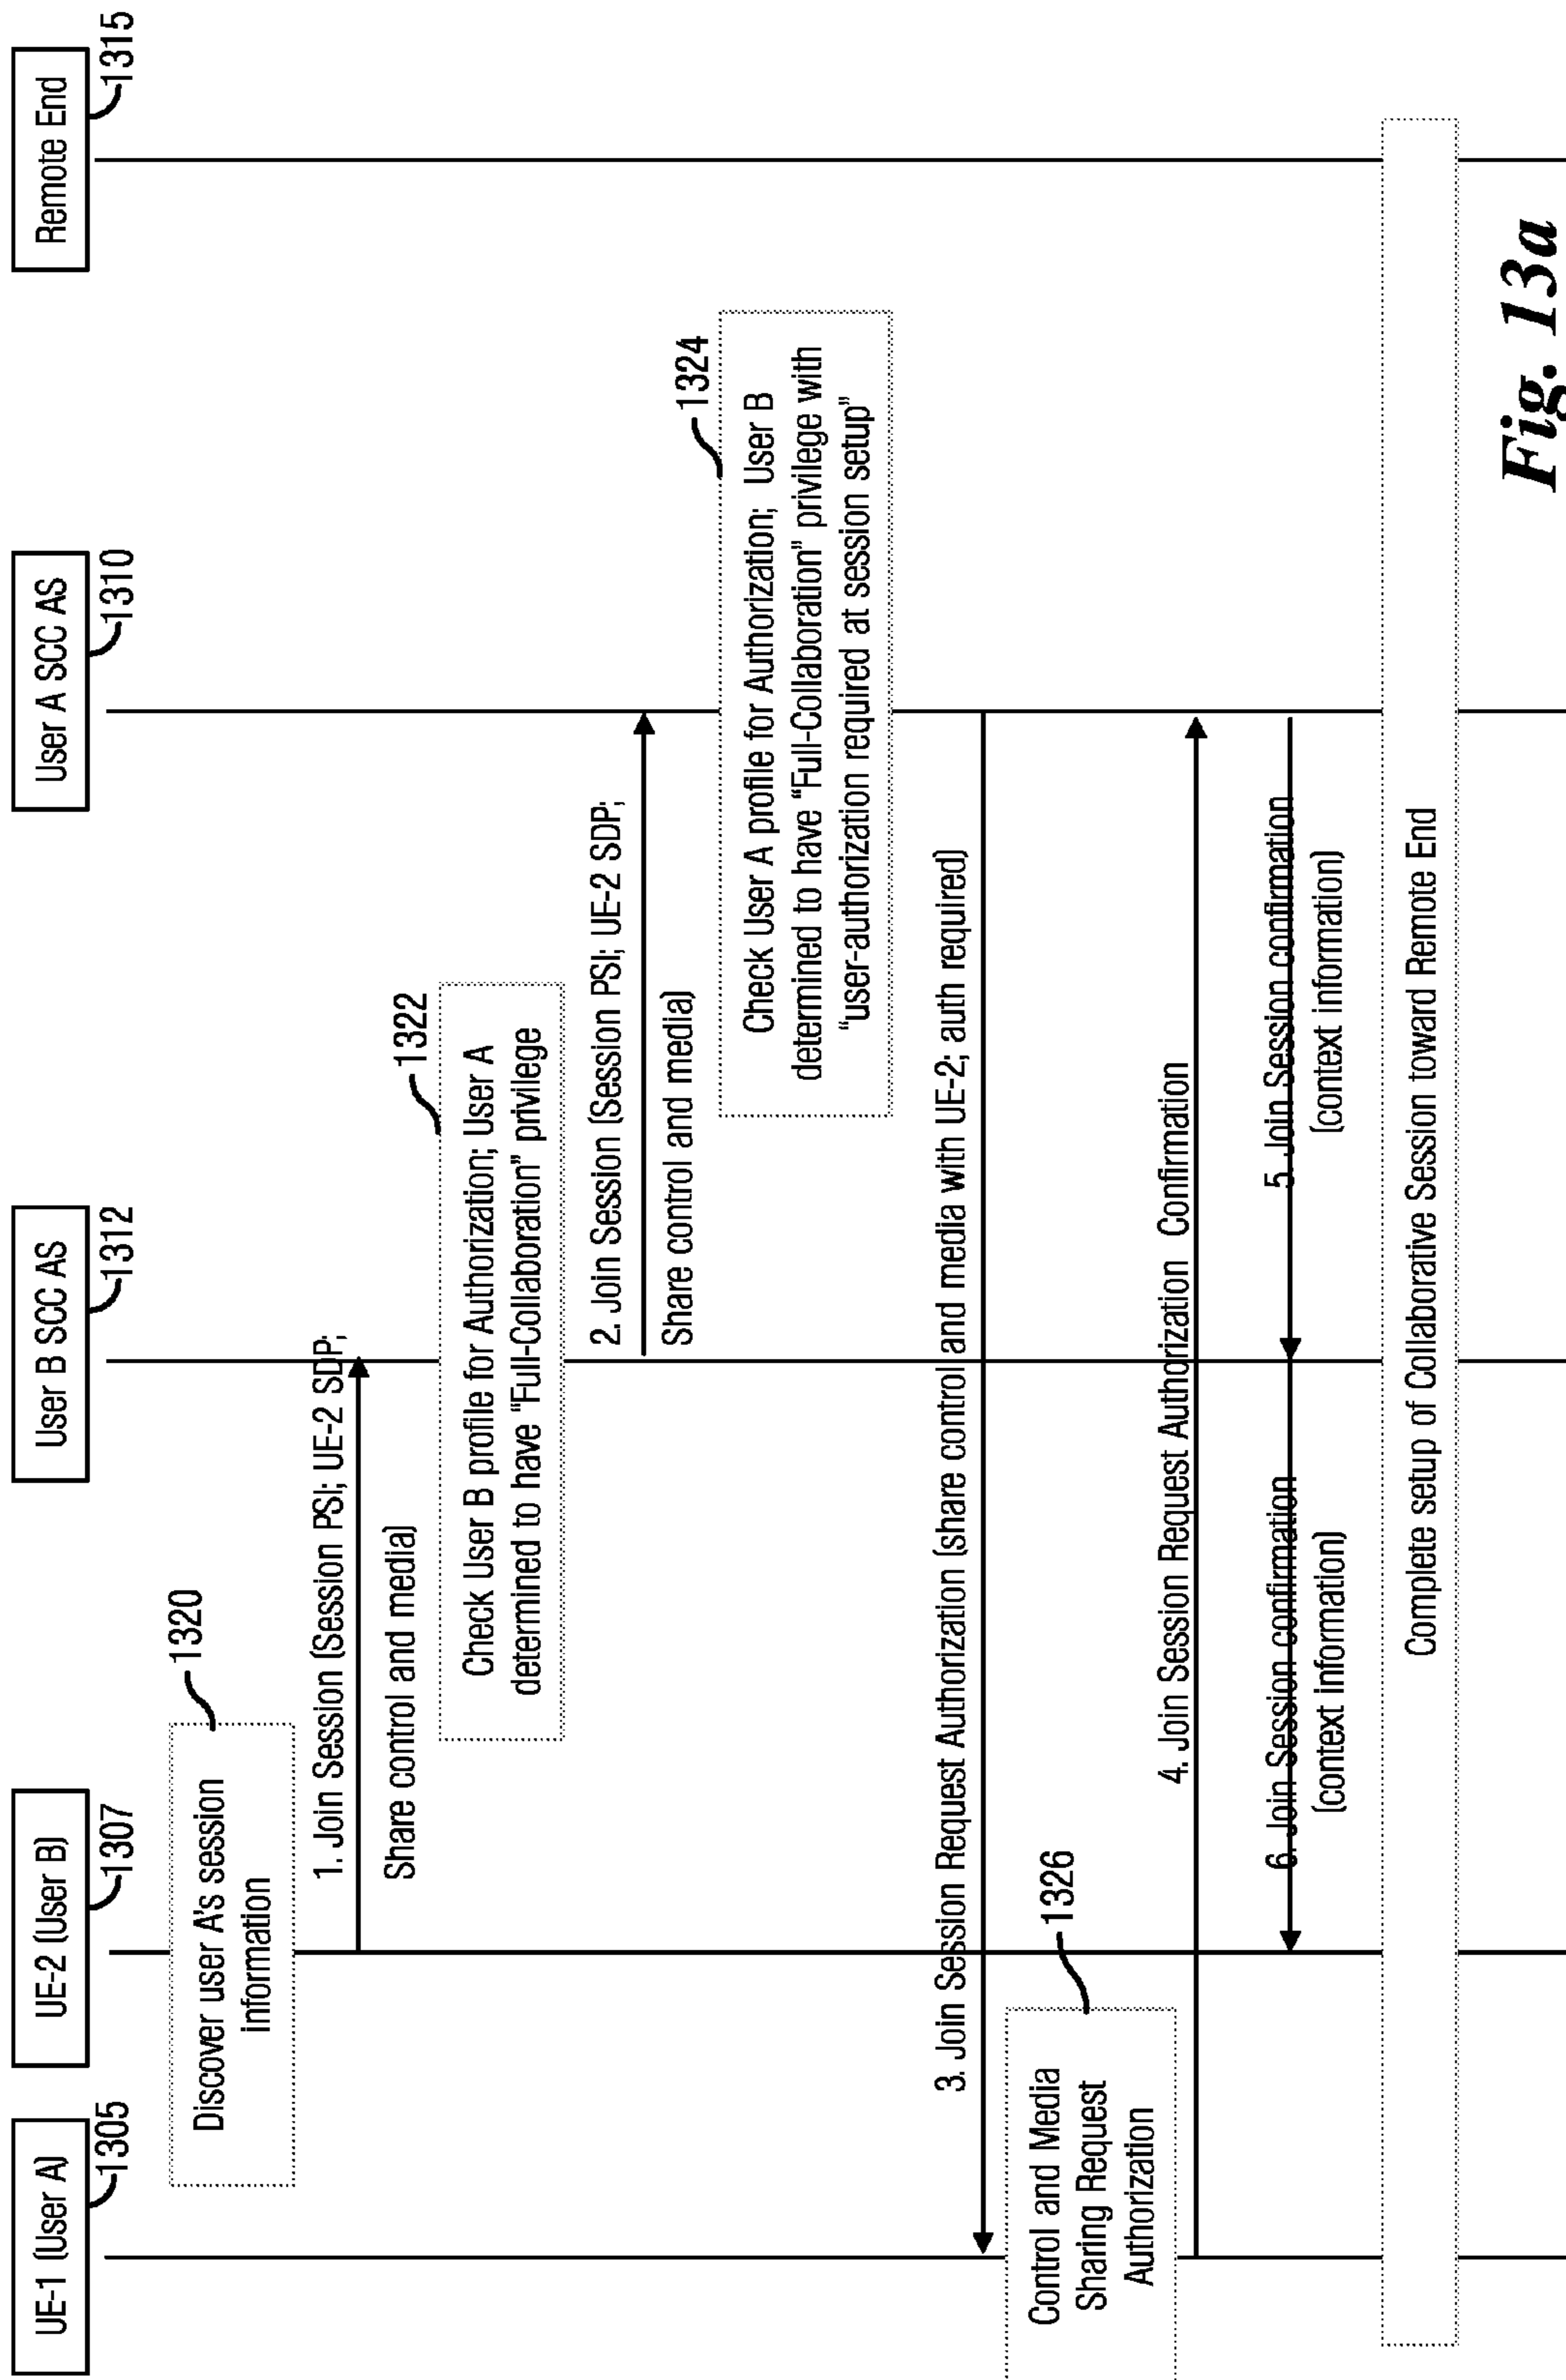 UE-1 (User A)
1305
UE-2 (User B)
1307
User B SCC AS
1312
User A SCC AS
1310
Remote End
1315
1320
Discover user A's session
information
1. Join Session (Session PSI; UE-2 SDP;
Share control and media)
1322
Check User B profile for Authorization; User A
determined to have "Full-Collaboration" privilege
2. Join Session (Session PSI; UE-2 SDP;
Share control and media)
1324
Check User A profile for Authorization; User B
determined to have "Full-Collaboration" privilege with
"user-authorization required at session setup"
3. Join Session Request Authorization (share control and media with UE-2; auth required)
1326
Control and Media
Sharing Request
Authorization
4. Join Session Request Authorization Confirmation
5. Join Session confirmation
(context information)
6. Join Session confirmation
(context information)
Complete setup of Collaborative Session toward Remote End
Fig. 13a